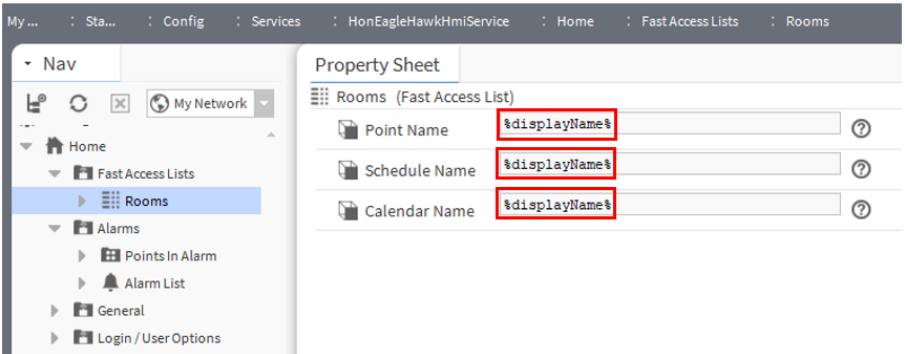 My ... : Sta... : Config : Services : HonEagleHawkHmiService : Home : Fast Access Lists : Rooms
Nav
My Network
Home
Fast Access Lists
Rooms
Alarms
Points In Alarm
Alarm List
General
Login / User Options
Property Sheet
Rooms (Fast Access List)
Point Name %displayName% ?
Schedule Name %displayName% ?
Calendar Name %displayName% ?